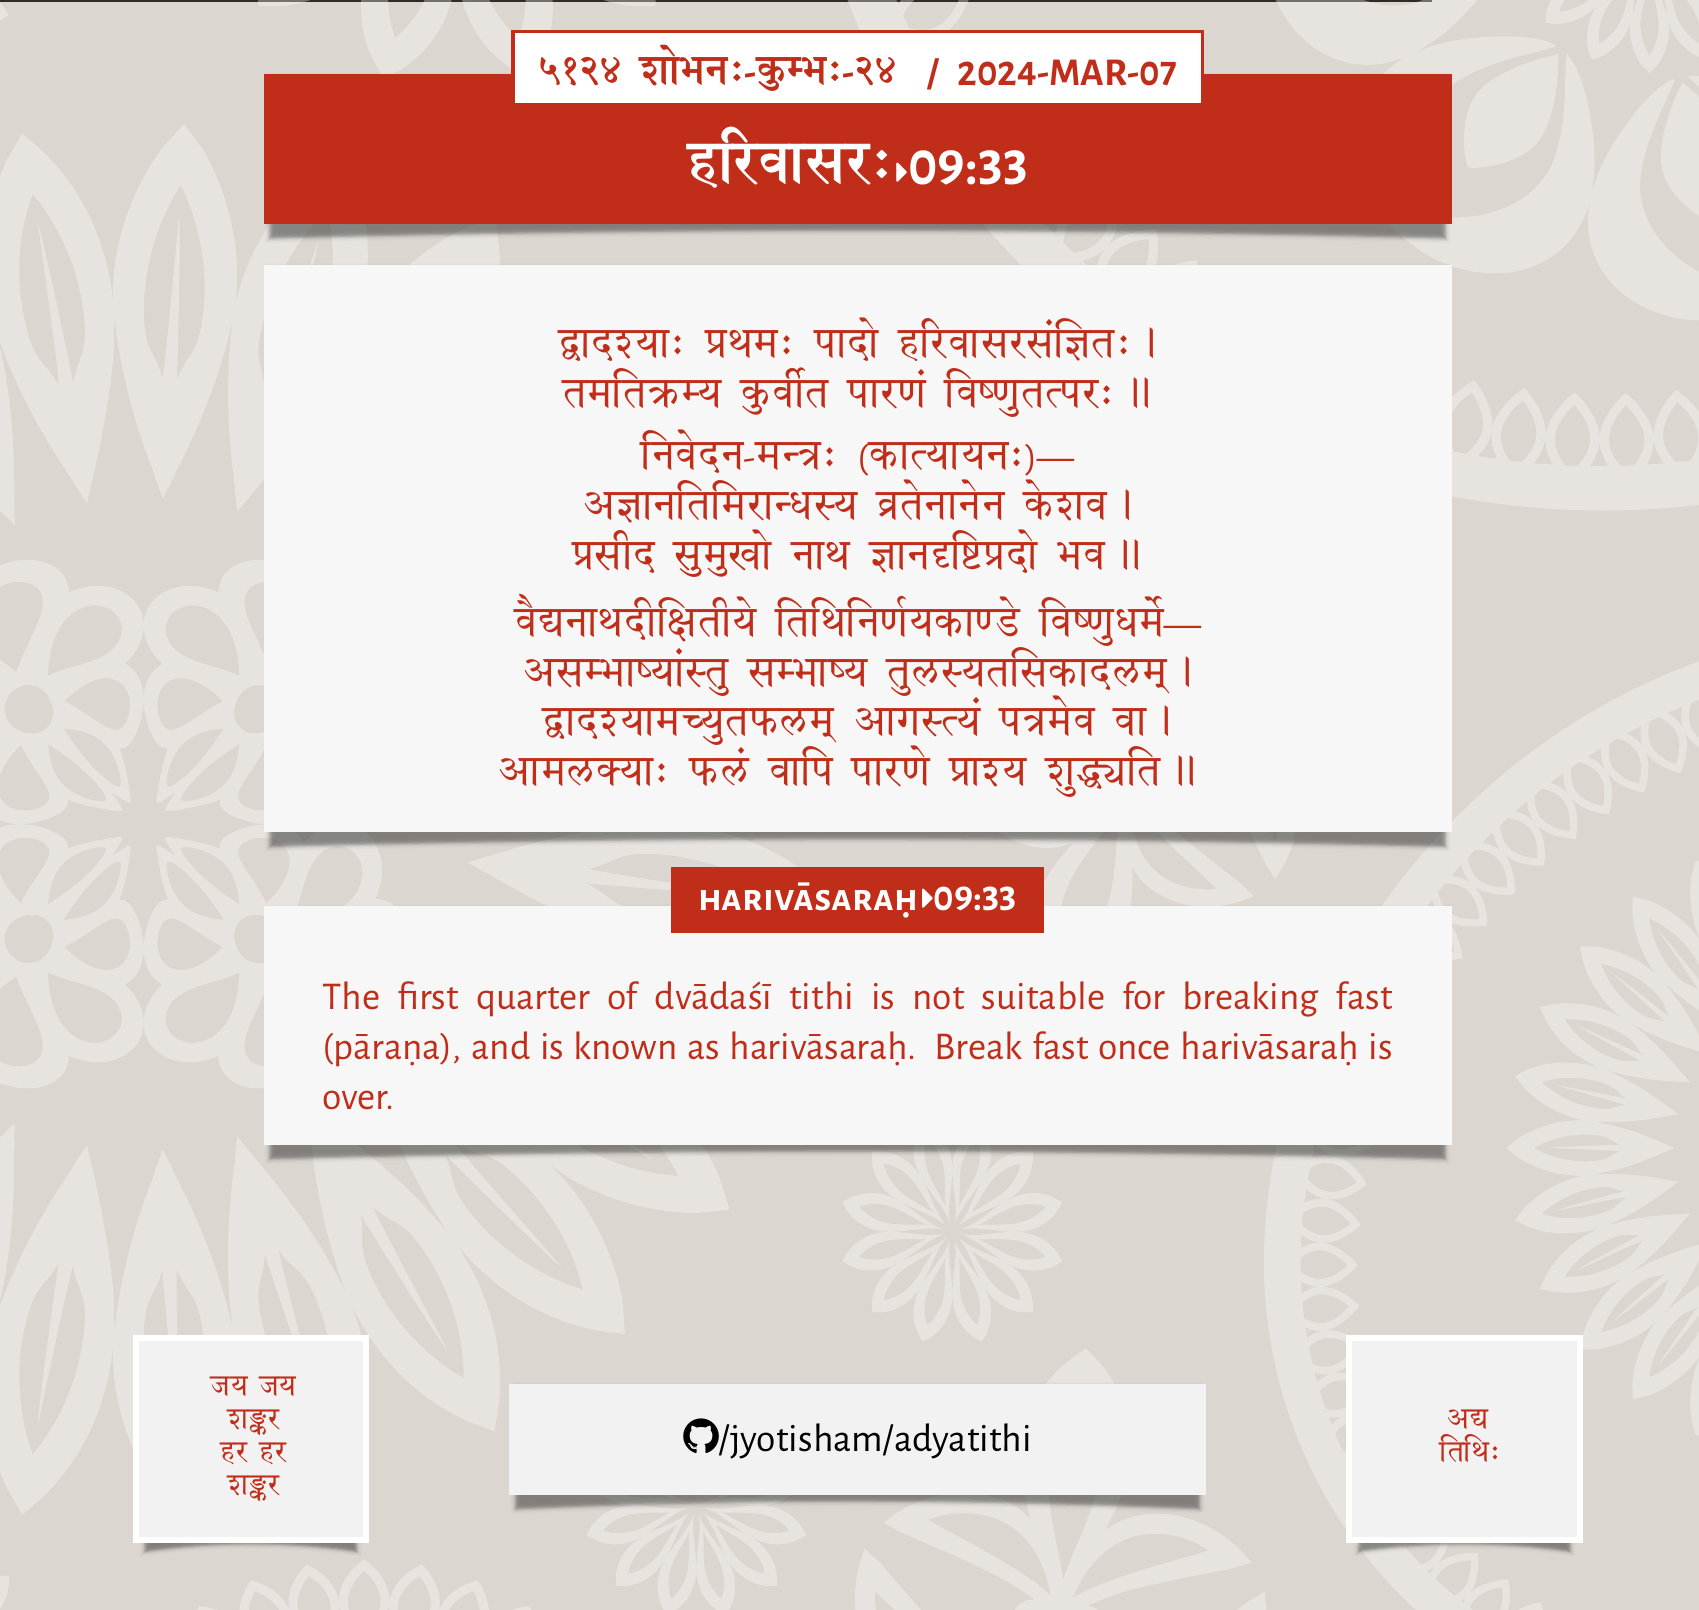 ५१२४ शोभनः-कुम्भः-२४ / 2024-MAR-07
हरिवासरः▸09:33
द्वादश्याः प्रथमः पादो हरिवासरसंज्ञितः।
तमतिक्रम्य कुर्वीत पारणं विष्णुतत्परः॥
निवेदन-मन्त्रः (कात्यायनः)—
अज्ञानतिमिरान्धस्य व्रतेनानेन केशव।
प्रसीद सुमुखो नाथ ज्ञानदृष्टिप्रदो भव॥
वैद्यनाथदीक्षितीये तिथिनिर्णयकाण्डे विष्णुधर्मे—
असम्भाष्यांस्तु सम्भाष्य तुलस्यतसिकादलम्।
द्वादश्यामच्युतफलम् आगस्त्यं पत्रमेव वा।
आमलक्याः फलं वापि पारणे प्राश्य शुद्ध्यति॥
HARIVĀSARAḤ▸09:33
The first quarter of dvādaśī tithi is not suitable for breaking fast
(pāraṇa), and is known as harivāsaraḥ. Break fast once harivāsaraḥ is
over.
जय जय
शङ्कर
हर हर
शङ्कर
/jyotisham/adyatithi
अद्य
तिथिः